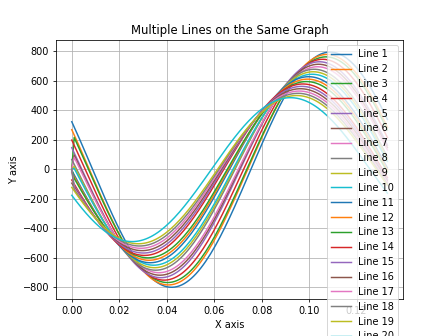 Multiple Lines on the Same Graph
800
600
400
200
0
−200
−400
−600
−800
Y axis
0.00
0.02
0.04
0.06
0.08
0.10
X axis
Line 1
Line 2
Line 3
Line 4
Line 5
Line 6
Line 7
Line 8
Line 9
Line 10
Line 11
Line 12
Line 13
Line 14
Line 15
Line 16
Line 17
Line 18
Line 19
Line 20